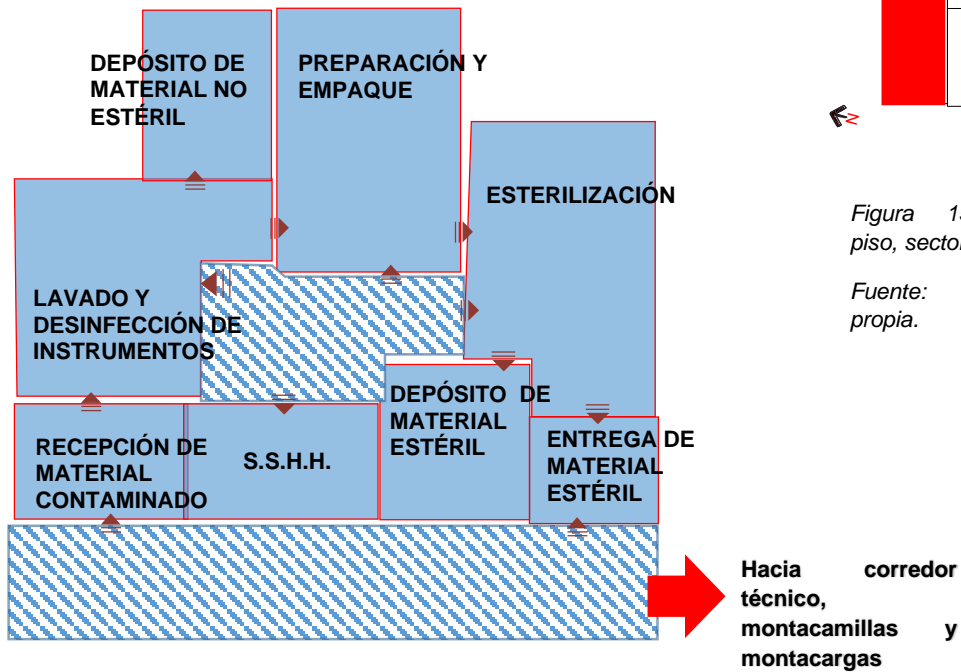 DEPÓSITO DE
MATERIAL NO
ESTÉRIL
PREPARACIÓN Y
EMPAQUE
ESTERILIZACIÓN
LAVADO Y
DESINFECCIÓN DE
INSTRUMENTOS
DEPÓSITO DE
MATERIAL
ESTÉRIL
ENTREGA DE
MATERIAL
ESTÉRIL
RECEPCIÓN DE
MATERIAL
CONTAMINADO
S.S.H.H.
Hacia corredor
técnico,
montacamillas y
montacargas
N
Figura
piso,
Fuente:
propia.